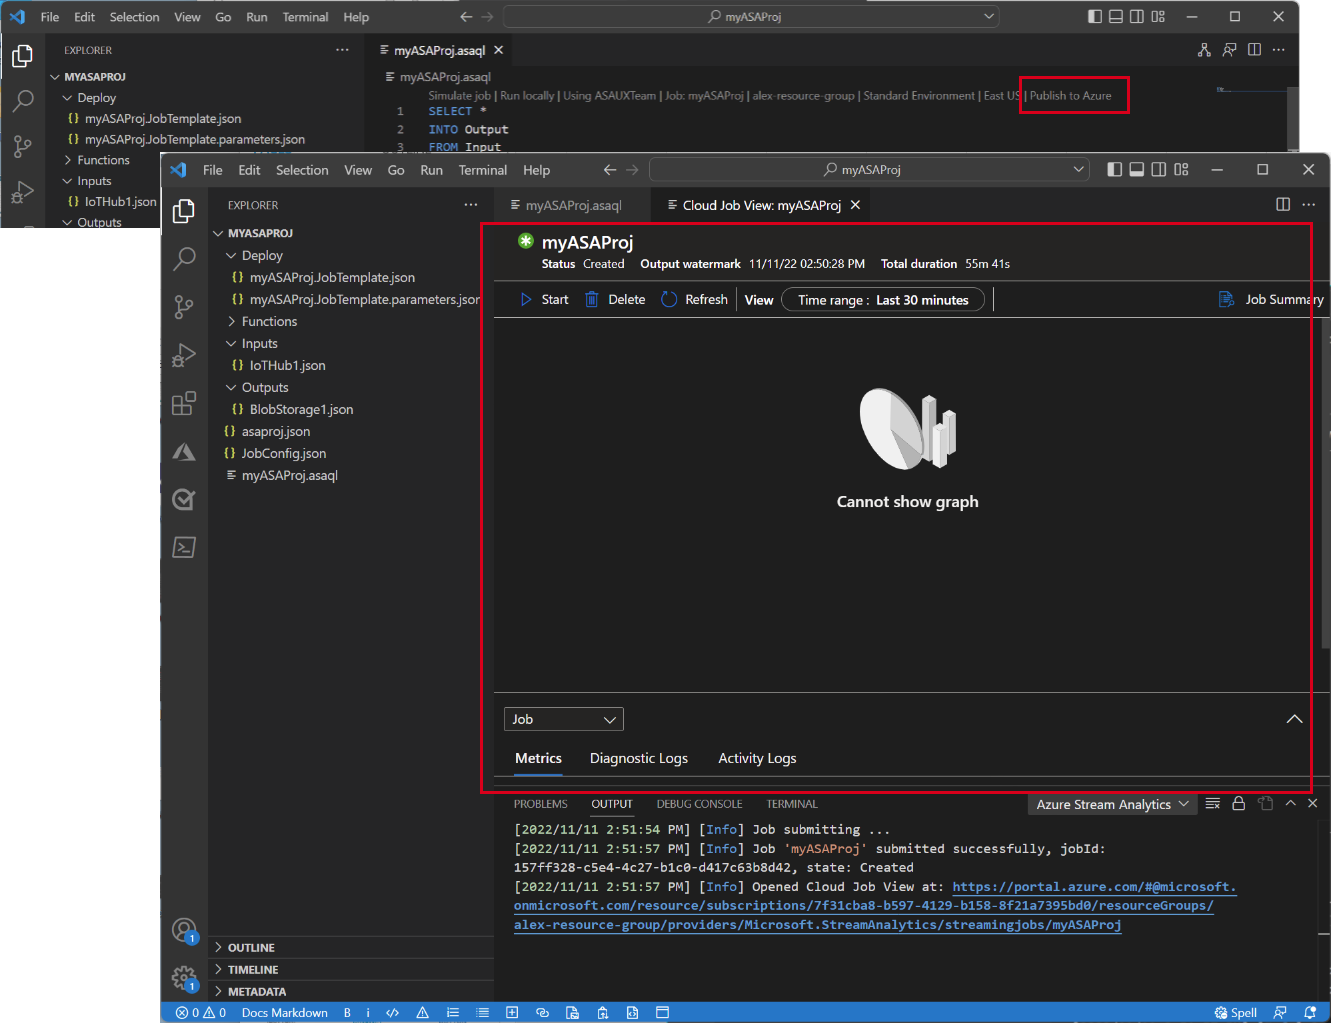 File Edit Selection View Go Run Terminal Help myASAProj
EXPLORER myASAProj.asaql
MYASAPROJ myASAProj.asaql
Deploy Simulate job | Run locally | Using ASAUXTeam | Job: myASAProj | alex-resource-group | Standard Environment | East US | Publish to Azure
myASAProj.JobTemplate.json 1 SELECT *
myASAProj.JobTemplate.parameters.json 2 INTO Output
Functions 3 FROM Input
Inputs
IoTHub1.json
Outputs
File Edit Selection View Go Run Terminal Help myASAProj
EXPLORER myASAProj.asaql Cloud Job View: myASAProj
MYASAPROJ
Deploy
myASAProj.JobTemplate.json
myASAProj.JobTemplate.parameters.json
Functions
Inputs
IoTHub1.json
Outputs
BlobStorage1.json
asaproj.json
JobConfig.json
myASAProj.asaql
OUTLINE
TIMELINE
METADATA
myASAProj
Status Created Output watermark 11/11/22 02:50:28 PM Total duration 55m 41s
Start Delete Refresh View Time range : Last 30 minutes Job Summary
Cannot show graph
Job
Metrics Diagnostic Logs Activity Logs
PROBLEMS OUTPUT DEBUG CONSOLE TERMINAL Azure Stream Analytics
[2022/11/11 2:51:54 PM] [Info] Job submitting ...
[2022/11/11 2:51:57 PM] [Info] Job 'myASAProj' submitted successfully, jobId:
157ff328-c5e4-4c27-b1c0-d417c63b8d42, state: Created
[2022/11/11 2:51:57 PM] [Info] Opened Cloud Job View at: https://portal.azure.com/#@microsoft.
onmicrosoft.com/resource/subscriptions/7f31cba8-b597-4129-b158-8f21a7395bd0/resourceGroups/
alex-resource-group/providers/Microsoft.StreamAnalytics/streamingjobs/myASAProj
1
1
0 0 Docs Markdown B i Spell